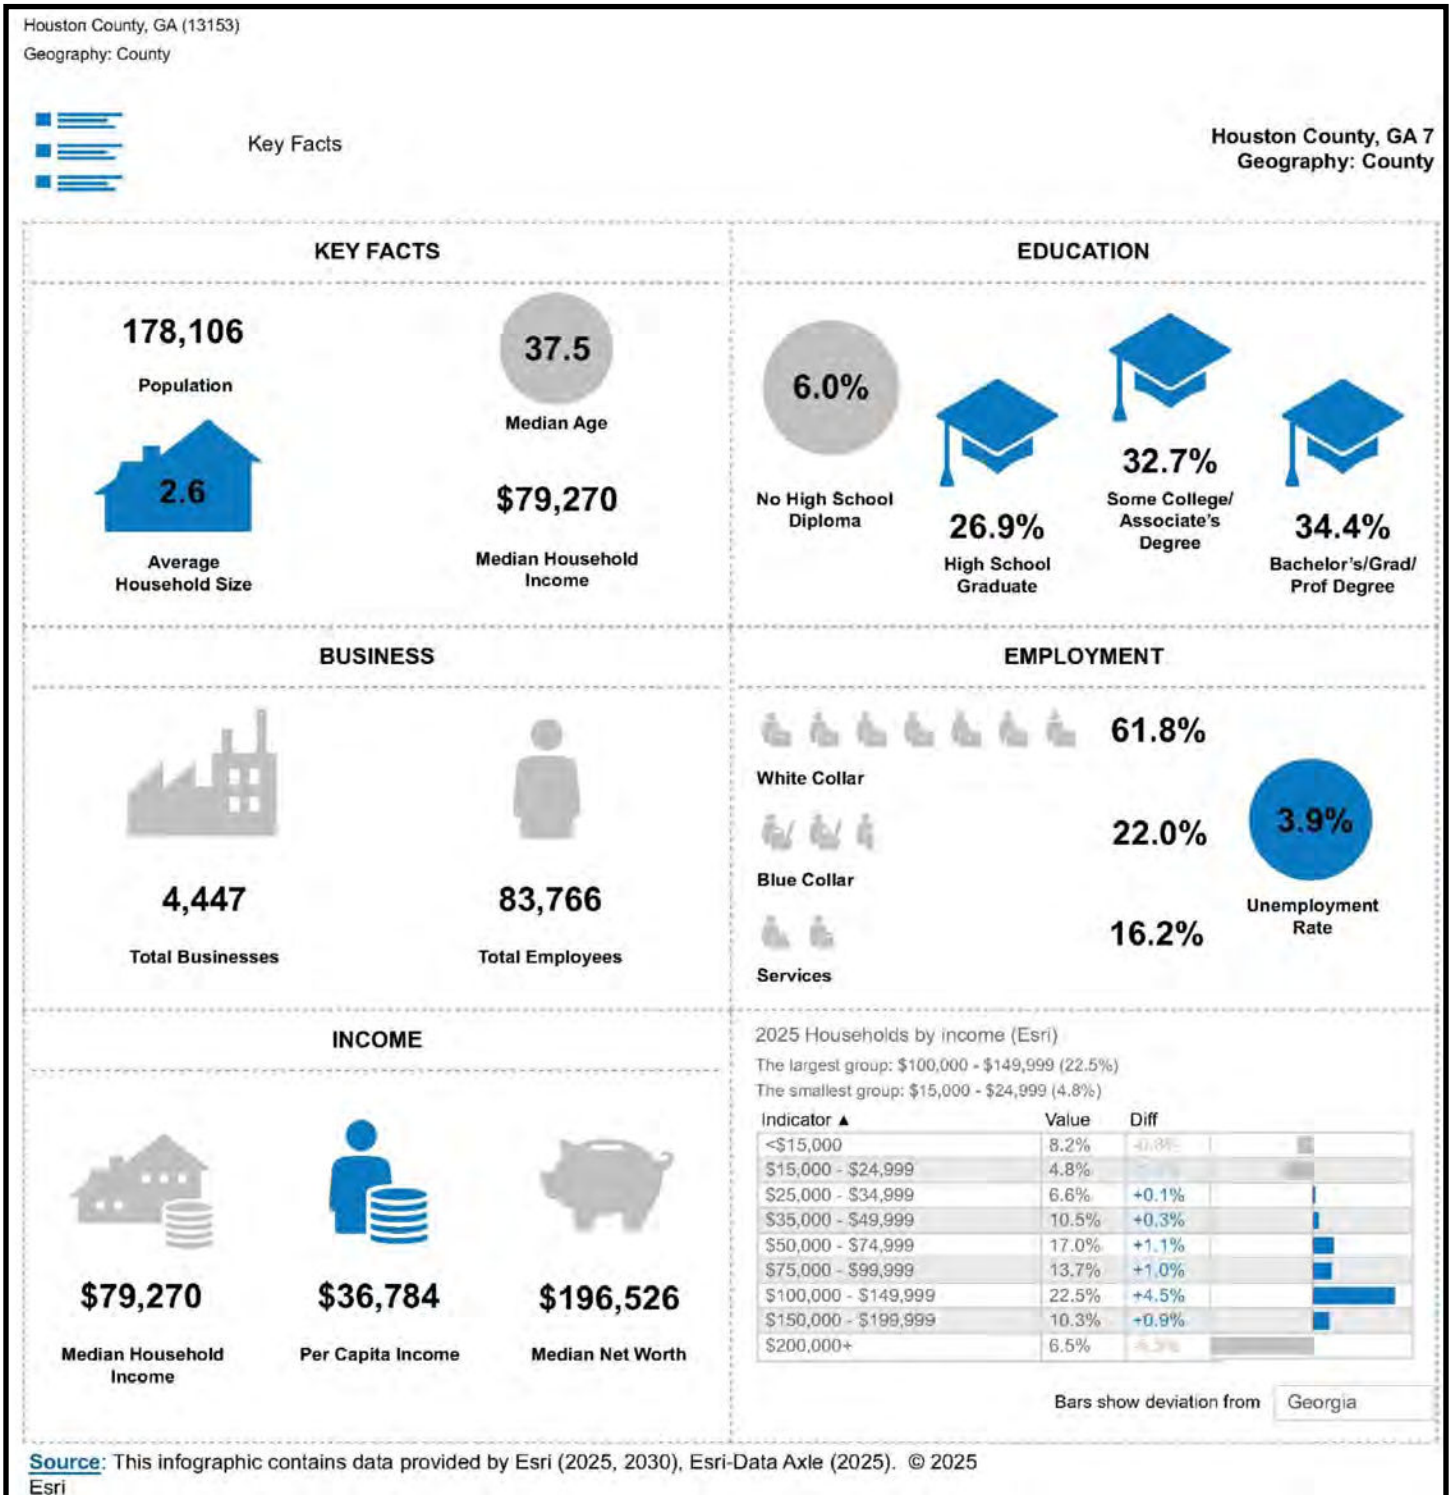 Houston County, GA (13153)
Geography: County
Key Facts
Houston County, GA 7
Geography: County
KEY FACTS
178,106
Population
37.5
Median Age
2.6
Average
Household Size
$79,270
Median Household
Income
EDUCATION
6.0%
No High School
Diploma
26.9%
High School
Graduate
32.7%
Some College/
Associate's
Degree
34.4%
Bachelor's/Grad/
Prof Degree
BUSINESS
4,447
Total Businesses
83,766
Total Employees
EMPLOYMENT
61.8%
White Collar
22.0%
Blue Collar
16.2%
Services
3.9%
Unemployment
Rate
INCOME
$79,270
Median Household
Income
$36,784
Per Capita Income
$196,526
Median Net Worth
2025 Households by income (Esri)
The largest group: $100,000 - $149,999 (22.5%)
The smallest group: $15,000 - $24,999 (4.8%)
Indicator ▲ Value Diff
<$15,000 8.2%
$15,000 - $24,999 4.8%
$25,000 - $34,999 6.6% +0.1%
$35,000 - $49,999 10.5% +0.3%
$50,000 - $74,999 17.0% +1.1%
$75,000 - $99,999 13.7% +1.0%
$100,000 - $149,999 22.5% +4.5%
$150,000 - $199,999 10.3% +0.9%
$200,000+ 6.5%
Bars show deviation from Georgia
Source: This infographic contains data provided by Esri (2025, 2030), Esri-Data Axle (2025). © 2025
Esri